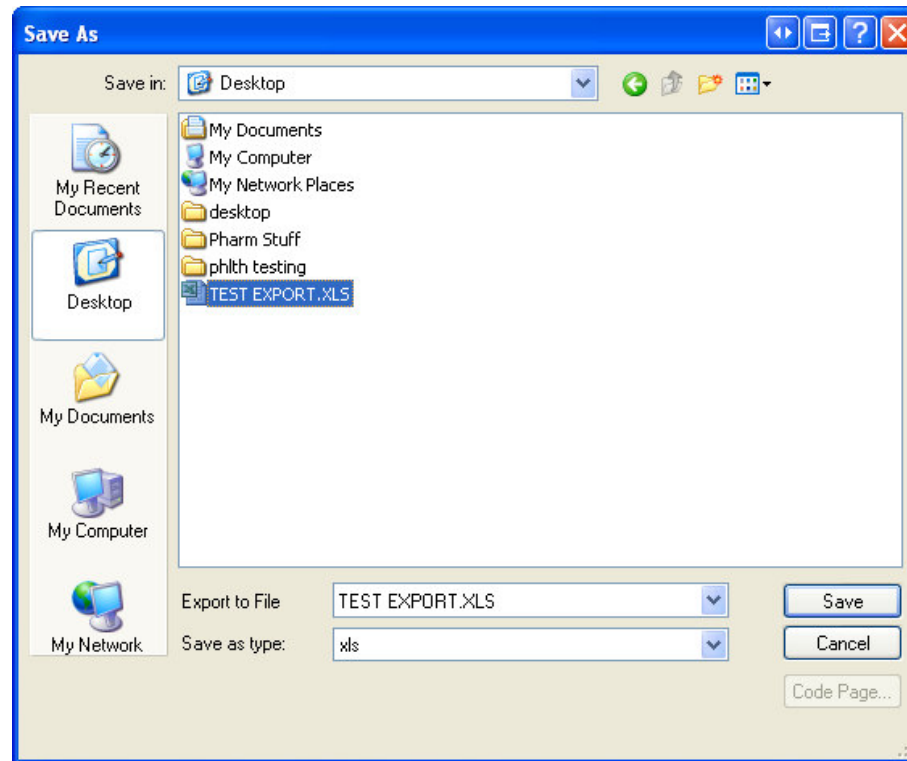 Save As
Save in:
Desktop
My Recent
Documents
Desktop
My Documents
My Computer
My Network
My Documents
My Computer
My Network Places
desktop
Pharm Stuff
phlth testing
TEST EXPORT.XLS
Export to File
TEST EXPORT.XLS
Save
Save as type:
xls
Cancel
Code Page...